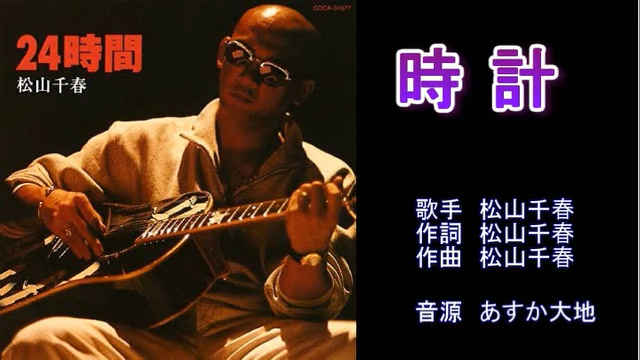 COCA-51077
24時間
松山千春
時計
歌手 松山千春
作詞 松山千春
作曲 松山千春
音源 あすか大地